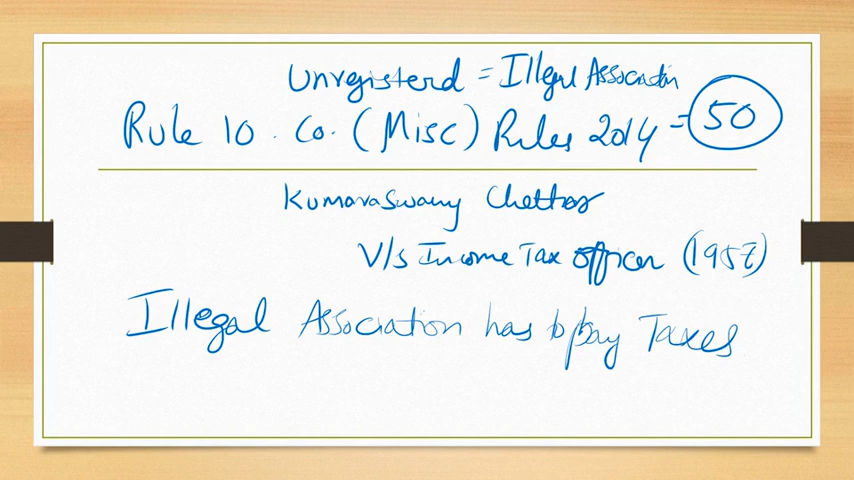 Unregisterd = Illegal Association
Rule 10. Co. (Misc) Rules 2014 = 50
Kumaraswamy Chettiar
V/s Income Tax officer (1957)
Illegal Association has to pay Taxes